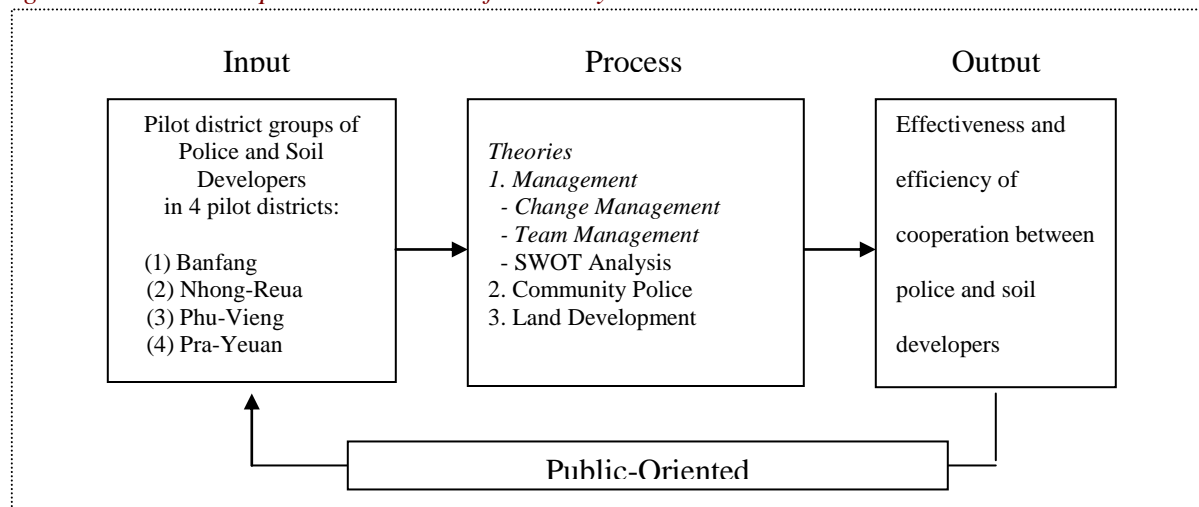 Input
Pilot district groups of
Police and Soil
Developers
in 4 pilot districts:
(1) Banfang
(2) Nhong-Reua
(3) Phu-Vieng
(4) Pra-Yeuan
Process
Theories
1. Management
- Change Management
- Team Management
- SWOT Analysis
2. Community Police
3. Land Development
Output
Effectiveness and
efficiency of
cooperation between
police and soil
developers
Public-Oriented